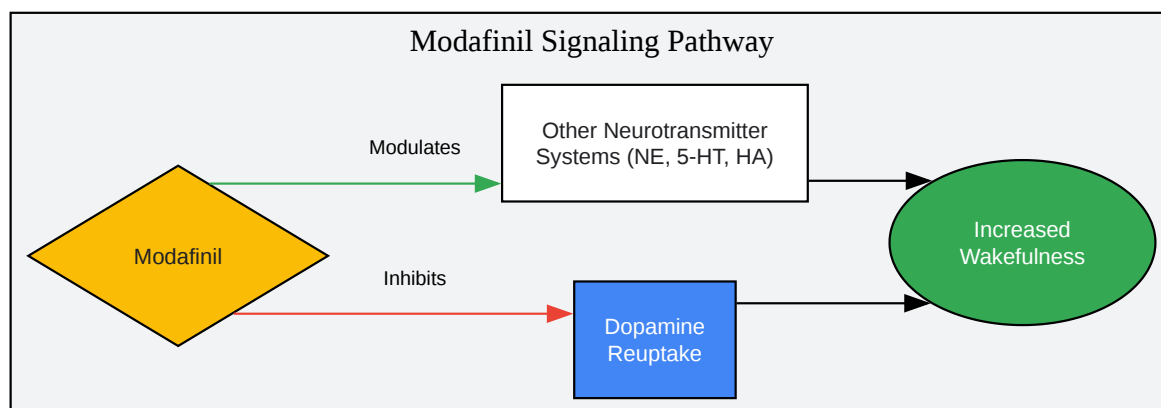 Modafinil Signaling Pathway
Modulates
Other Neurotransmitter
Systems (NE, 5-HT, HA)
Modafinil
Increased
Wakefulness
Inhibits
Dopamine
Reuptake